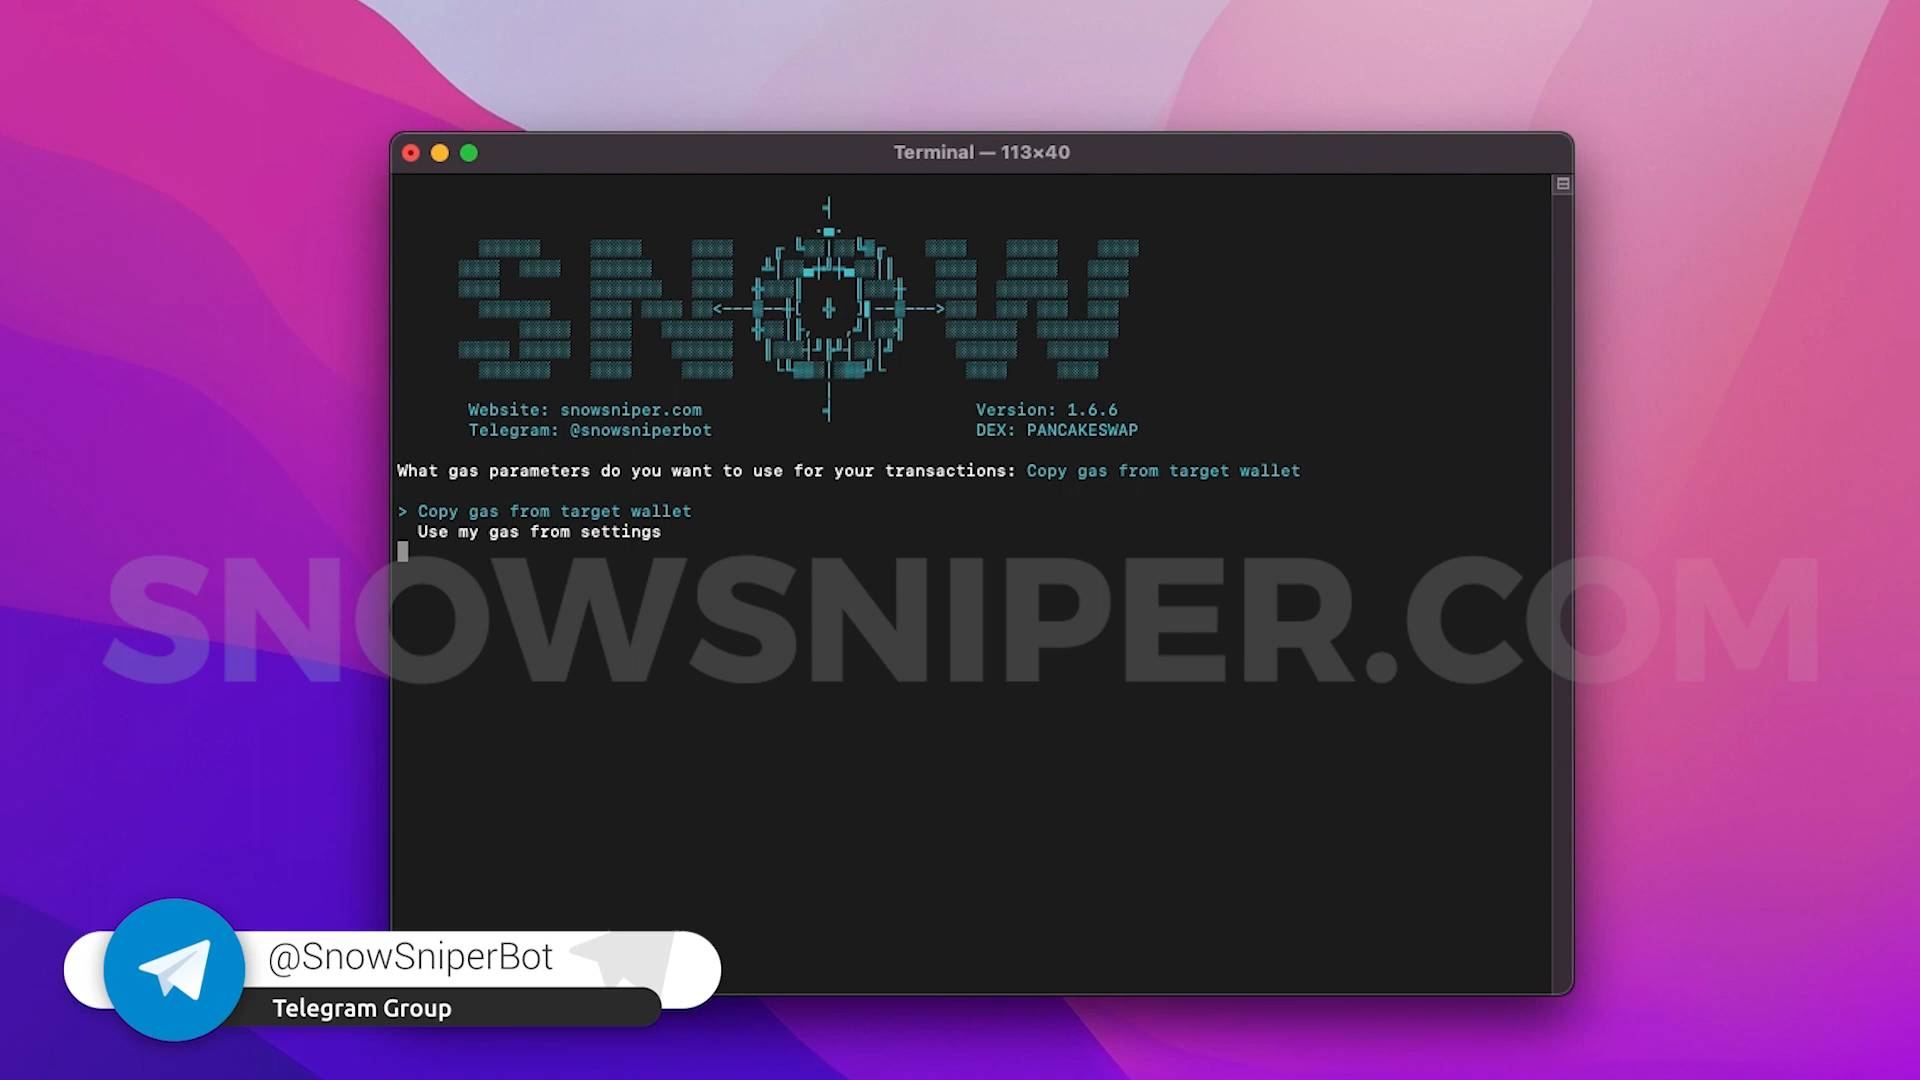 Terminal — 113×40
SNOW
Website: snowsniper.com
Version: 1.6.6
Telegram: @snowsniperbot
DEX: PANCAKESWAP
What gas parameters do you want to use for your transactions: Copy gas from target wallet
> Copy gas from target wallet
Use my gas from settings
SNOWSNIPER.COM
@SnowSniperBot
Telegram Group